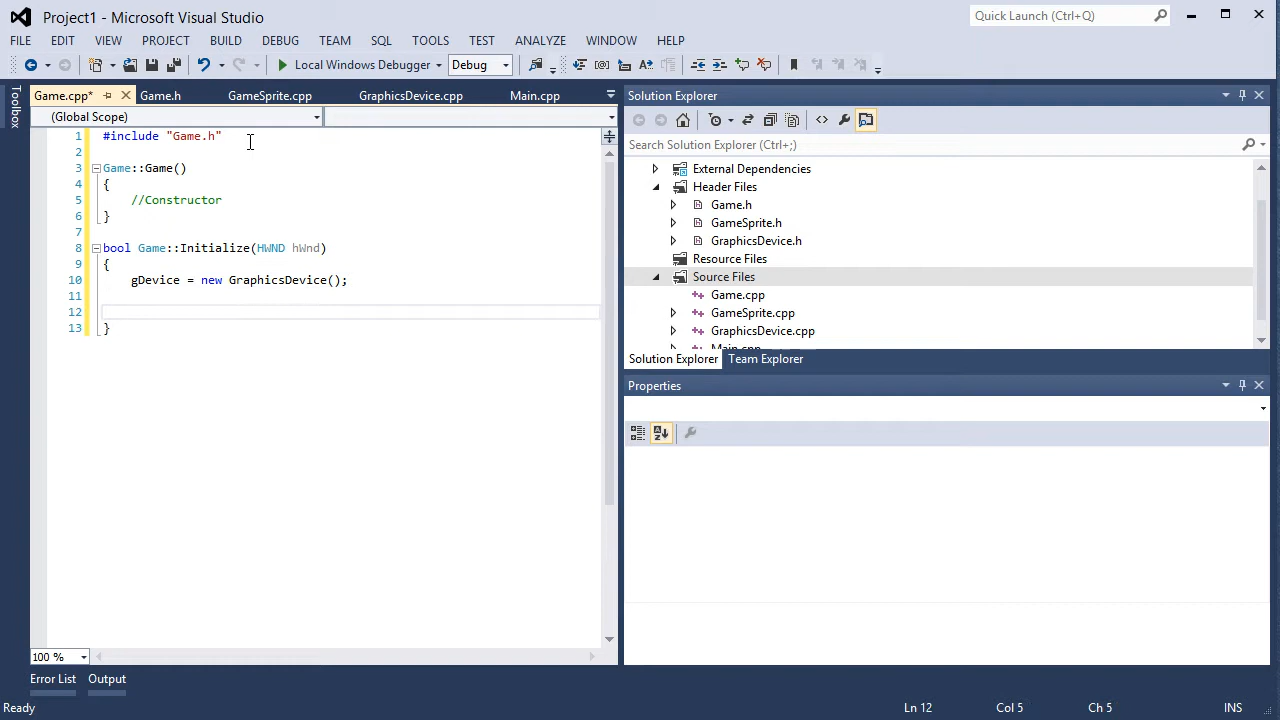 Project1 - Microsoft Visual Studio
Quick Launch (Ctrl+Q)
FILE EDIT VIEW PROJECT BUILD DEBUG TEAM SQL TOOLS TEST ANALYZE WINDOW HELP
Local Windows Debugger Debug
Toolbox
Game.cpp* Game.h GameSprite.cpp GraphicsDevice.cpp Main.cpp
(Global Scope)
1 #include "Game.h"
2
3 Game::Game()
4 {
5 //Constructor
6 }
7
8 bool Game::Initialize(HWND hWnd)
9 {
10 gDevice = new GraphicsDevice();
11
12
13 }
100 %
Solution Explorer
Search Solution Explorer (Ctrl+;)
External Dependencies
Header Files
Game.h
GameSprite.h
GraphicsDevice.h
Resource Files
Source Files
Game.cpp
GameSprite.cpp
GraphicsDevice.cpp
Main.cpp
Solution Explorer Team Explorer
Properties
Error List Output
Ready Ln 12 Col 5 Ch 5 INS